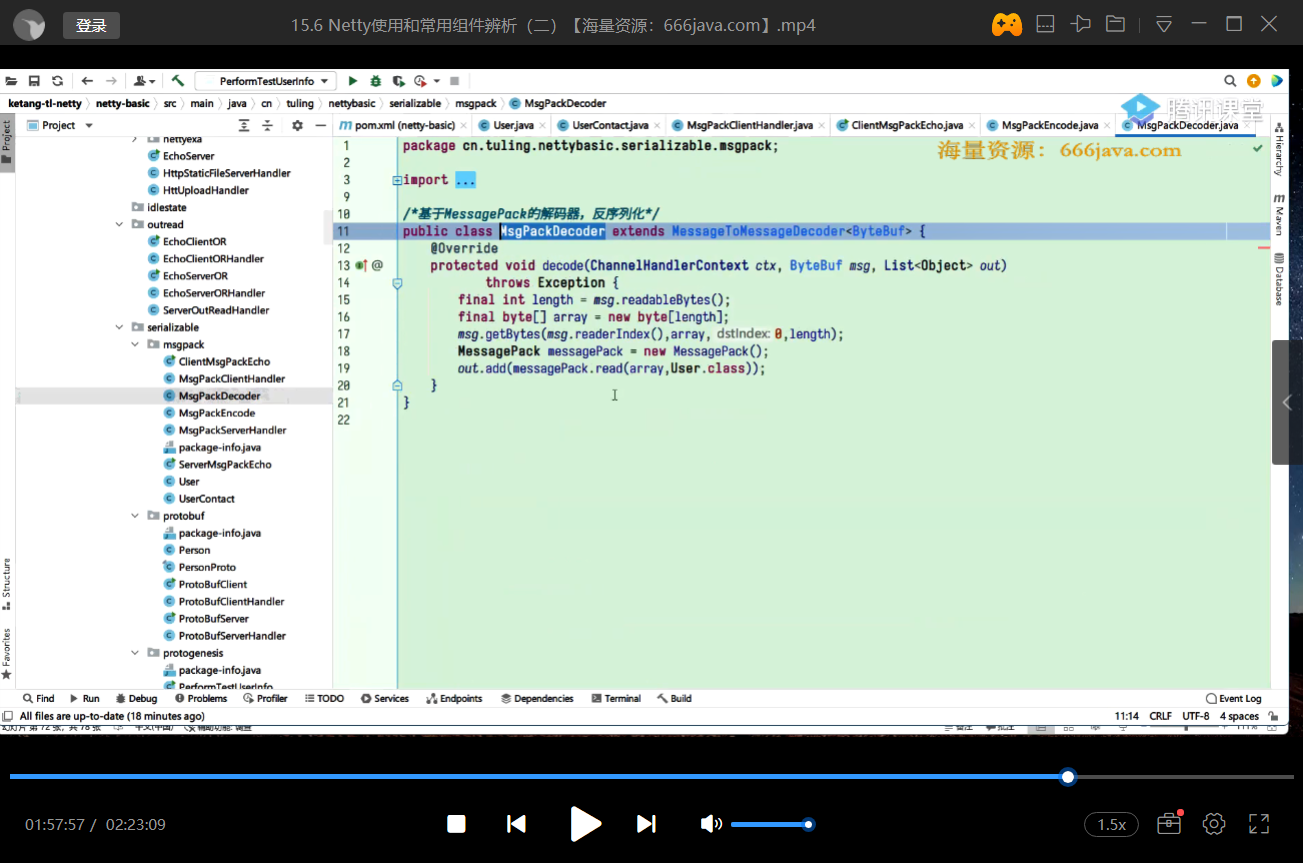 登录
15.6 Netty使用和常用组件辨析（二）【海量资源：666java.com】.mp4
PerformTestUserInfo
ketang-tl-netty netty-basic src main java cn tuling nettybasic serializable msgpack MsgPackDecoder
腾讯课堂
Project
pom.xml (netty-basic) User.java UserContact.java MsgPackClientHandler.java ClientMsgPackEcho.java MsgPackEncode.java MsgPackDecoder.java
海量资源：666java.com
Project
Structure
Favorites
nettyexa
EchoServer
HttpStaticFileServerHandler
HttUploadHandler
idlestate
outread
EchoClientOR
EchoClientORHandler
EchoServerOR
EchoServerORHandler
ServerOutReadHandler
serializable
msgpack
ClientMsgPackEcho
MsgPackClientHandler
MsgPackDecoder
MsgPackEncode
MsgPackServerHandler
package-info.java
ServerMsgPackEcho
User
UserContact
protobuf
package-info.java
Person
PersonProto
ProtoBufClient
ProtoBufClientHandler
ProtoBufServer
ProtoBufServerHandler
protogenesis
package-info.java
PerformTestUserInfo
1 package cn.tuling.nettybasic.serializable.msgpack;
2
3 import ...
9
10 /*基于MessagePack的解码器，反序列化*/
11 public class MsgPackDecoder extends MessageToMessageDecoder<ByteBuf> {
12 @Override
13 @ protected void decode(ChannelHandlerContext ctx, ByteBuf msg, List<Object> out)
14 throws Exception {
15 final int length = msg.readableBytes();
16 final byte[] array = new byte[length];
17 msg.getBytes(msg.readerIndex(),array, dstIndex: 0,length);
18 MessagePack messagePack = new MessagePack();
19 out.add(messagePack.read(array,User.class));
20 }
21 }
22
Hierarchy
m Maven
Database
Find Run Debug Problems Profiler TODO Services Endpoints Dependencies Terminal Build Event Log
All files are up-to-date (18 minutes ago) 11:14 CRLF UTF-8 4 spaces
01:57:57 / 02:23:09
1.5x